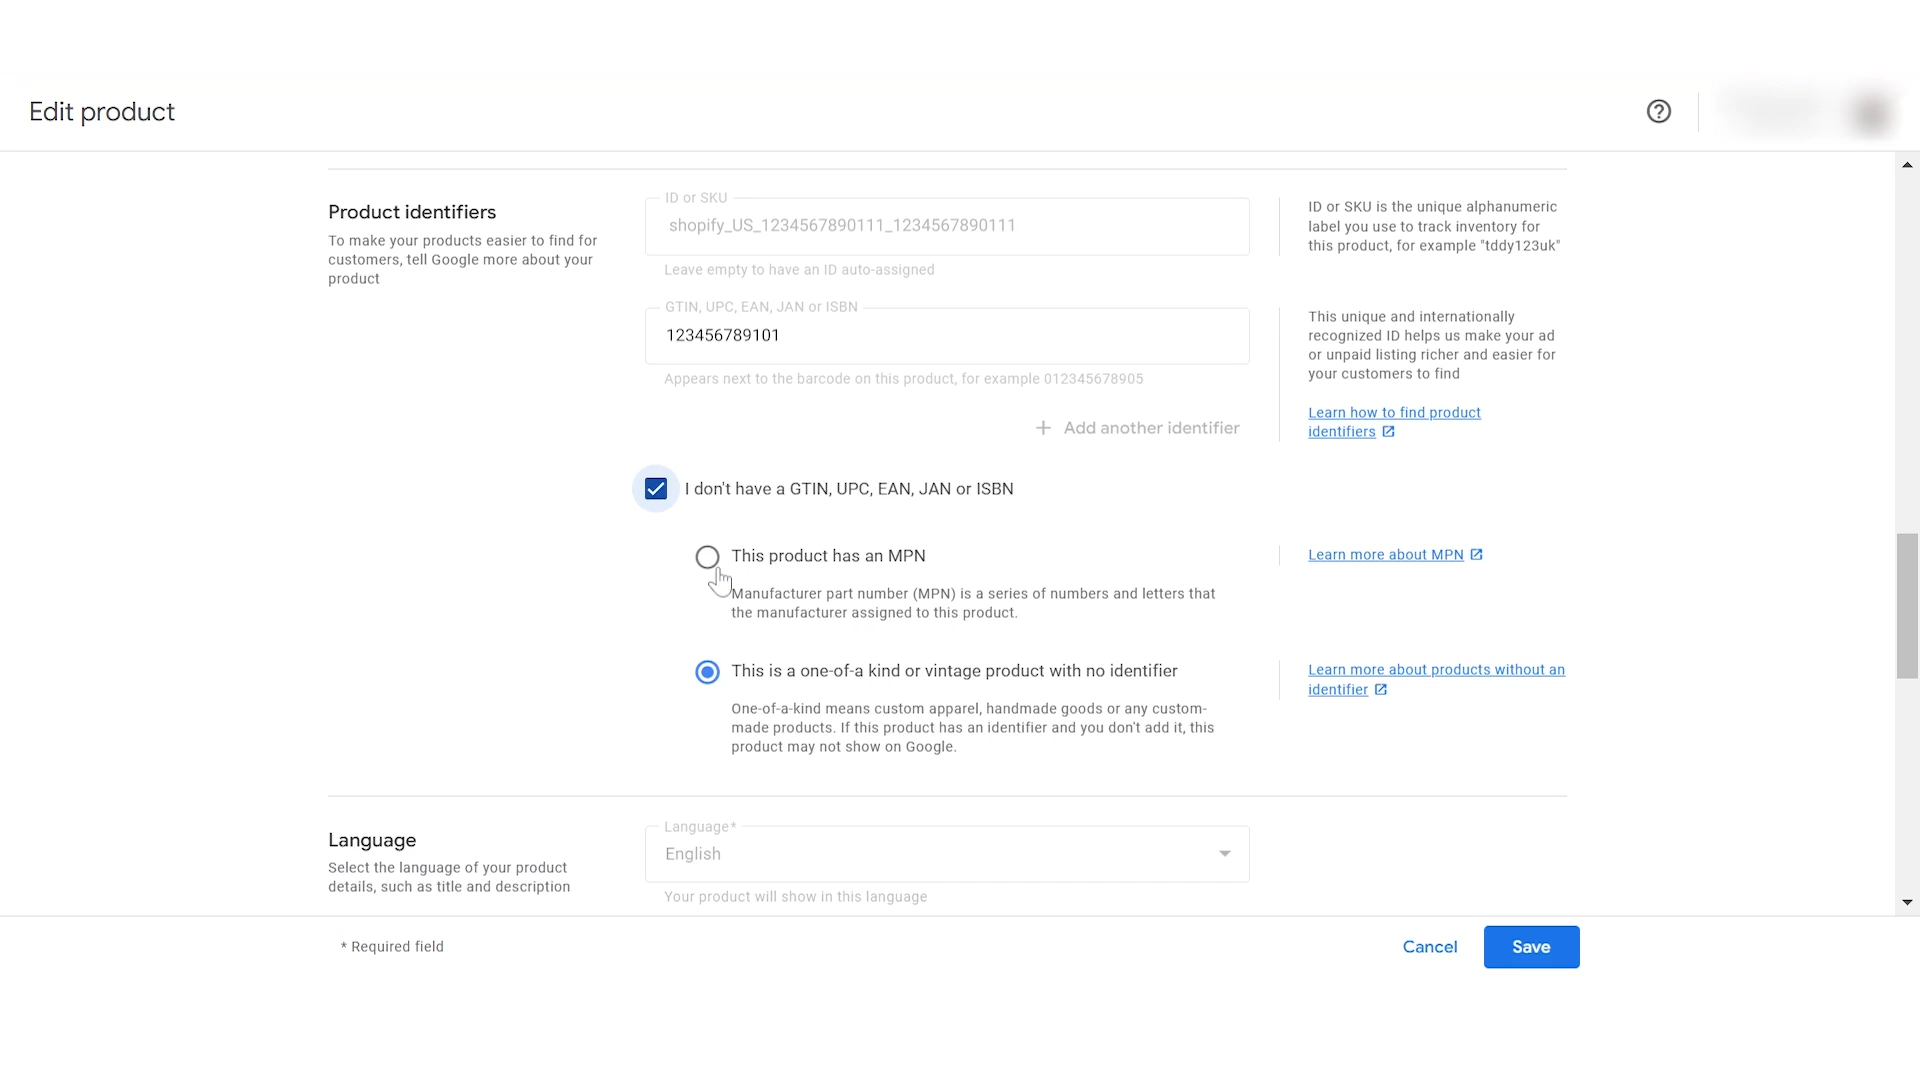 Edit product
Product identifiers
To make your products easier to find for
customers, tell Google more about your
product
ID or SKU
shopify_US_1234567890111_1234567890111
Leave empty to have an ID auto-assigned
ID or SKU is the unique alphanumeric
label you use to track inventory for
this product, for example "tddy123uk"
GTIN, UPC, EAN, JAN or ISBN
123456789101
Appears next to the barcode on this product, for example 012345678905
This unique and internationally
recognized ID helps us make your ad
or unpaid listing richer and easier for
your customers to find
Learn how to find product
identifiers
+ Add another identifier
I don't have a GTIN, UPC, EAN, JAN or ISBN
This product has an MPN
Manufacturer part number (MPN) is a series of numbers and letters that
the manufacturer assigned to this product.
Learn more about MPN
This is a one-of-a kind or vintage product with no identifier
One-of-a-kind means custom apparel, handmade goods or any custom-
made products. If this product has an identifier and you don't add it, this
product may not show on Google.
Learn more about products without an
identifier
Language
Select the language of your product
details, such as title and description
Language*
English
Your product will show in this language
* Required field
Cancel
Save